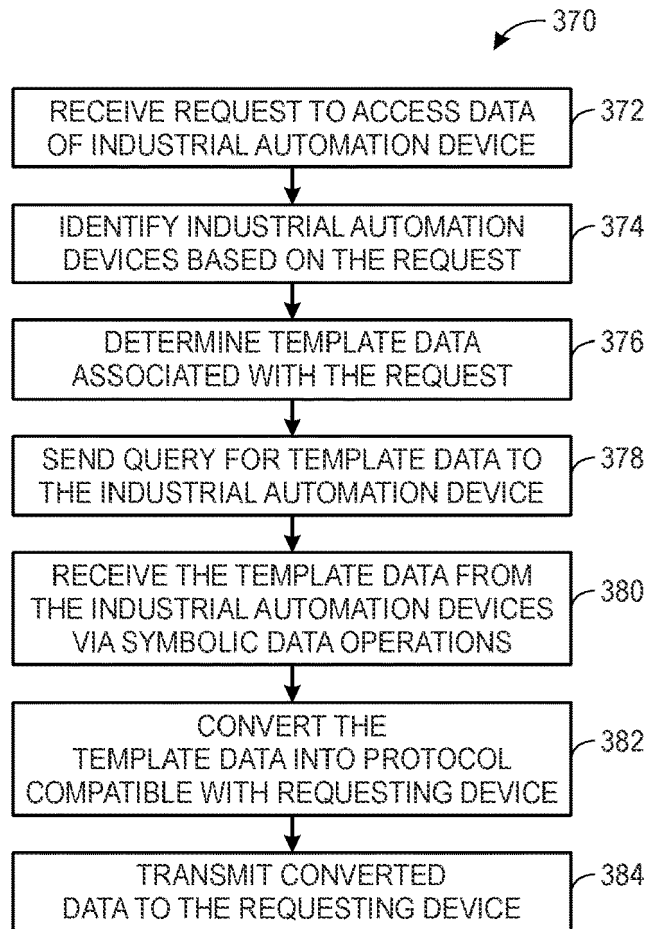 370
RECEIVE REQUEST TO ACCESS DATA
OF INDUSTRIAL AUTOMATION DEVICE
372
IDENTIFY INDUSTRIAL AUTOMATION
DEVICES BASED ON THE REQUEST
374
DETERMINE TEMPLATE DATA
ASSOCIATED WITH THE REQUEST
376
SEND QUERY FOR TEMPLATE DATA TO
THE INDUSTRIAL AUTOMATION DEVICE
378
RECEIVE THE TEMPLATE DATA FROM
THE INDUSTRIAL AUTOMATION DEVICES
VIA SYMBOLIC DATA OPERATIONS
380
CONVERT THE
TEMPLATE DATA INTO PROTOCOL
COMPATIBLE WITH REQUESTING DEVICE
382
TRANSMIT CONVERTED
DATA TO THE REQUESTING DEVICE
384